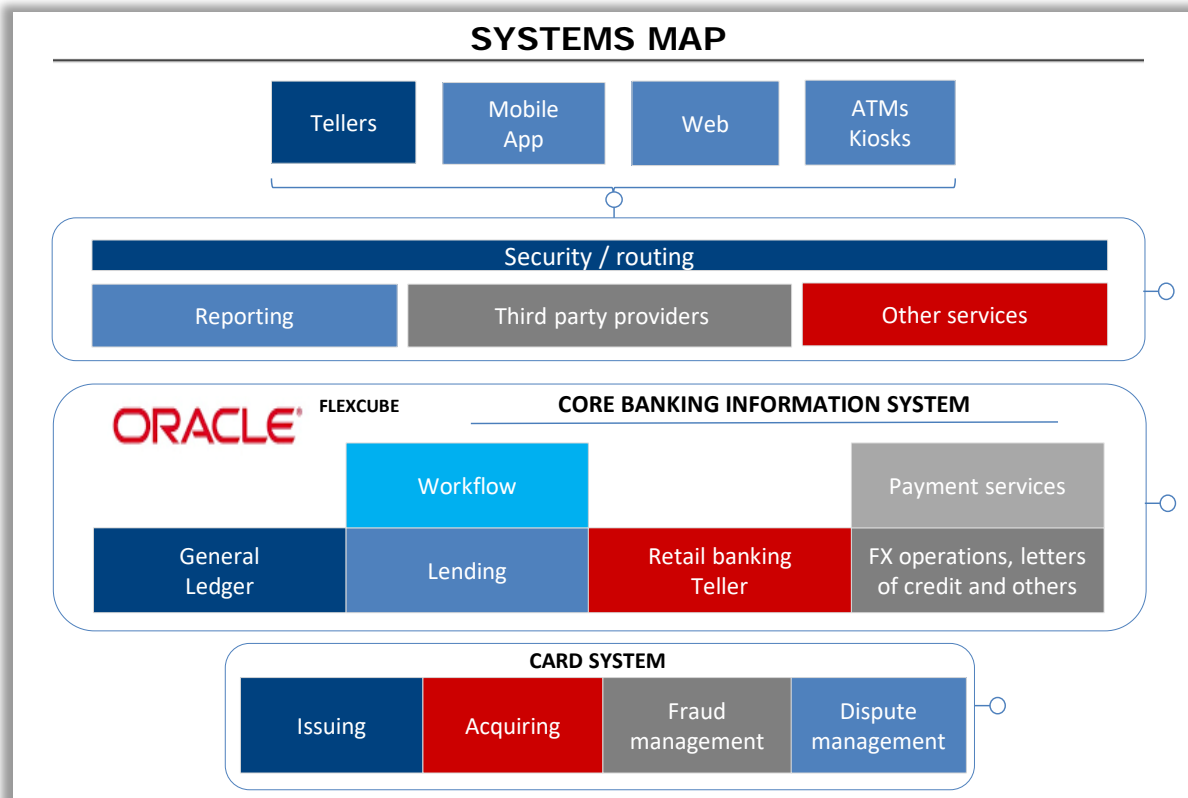 SYSTEMS MAP
Tellers
Mobile
App
Web
ATMs
Kiosks
Security / routing
Reporting
Third party providers
Other services
ORACLE®
FLEXCUBE
CORE BANKING INFORMATION SYSTEM
Workflow
Payment services
General
Ledger
Lending
Retail banking
Teller
FX operations, letters
of credit and others
CARD SYSTEM
Issuing
Acquiring
Fraud
management
Dispute
management